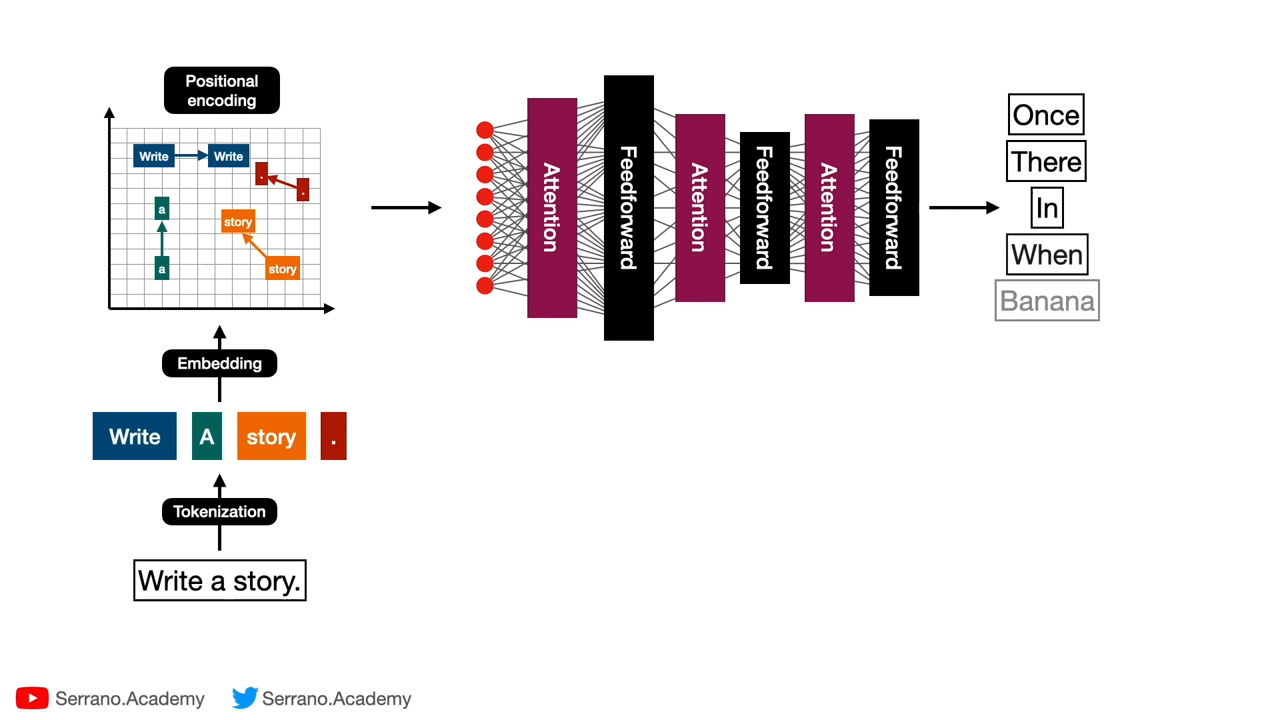 Positional
encoding
Write
Write
.
.
a
story
a
story
Embedding
Write A story .
Tokenization
Write a story.
Attention
Feedforward
Attention
Feedforward
Attention
Feedforward
Once
There
In
When
Banana
Serrano.Academy
Serrano.Academy